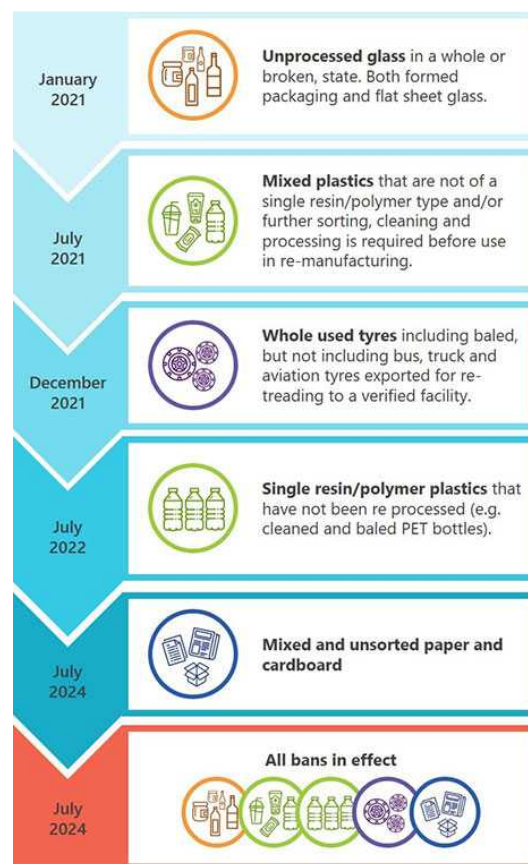 January
2021
Unprocessed glass in a whole or
broken, state. Both formed
packaging and flat sheet glass.
July
2021
Mixed plastics that are not of a
single resin/polymer type and/or
further sorting, cleaning and
processing is required before use
in re-manufacturing.
December
2021
Whole used tyres including baled,
but not including bus, truck and
aviation tyres exported for re-
treading to a verified facility.
July
2022
Single resin/polymer plastics that
have not been re processed (e.g.
cleaned and baled PET bottles).
July
2024
Mixed and unsorted paper and
cardboard
July
2024
All bans in effect